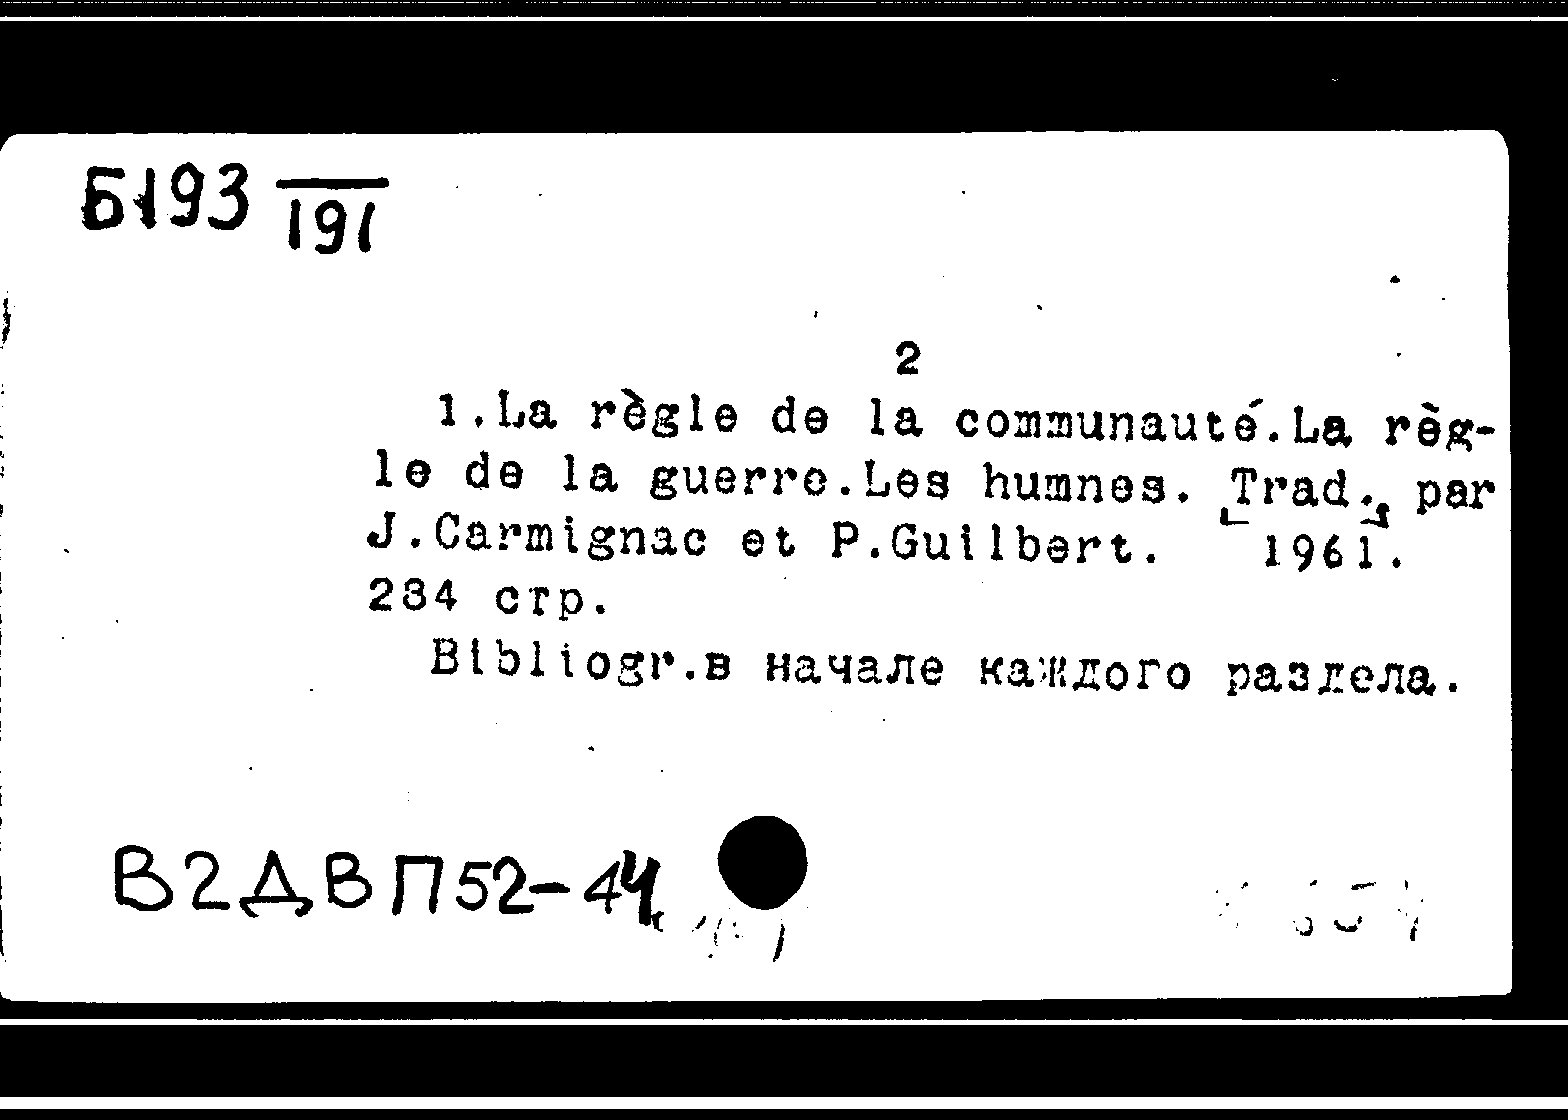 Б193 191
2
1.La règle de la communauté.La règ-
le de la guerre.Les humnes. [Trad.], par
J.Carmignac et P.Guilbert. 1961.
284 стр.
Bibliogr.в начале каждого раздела.
В2ДВП52-44